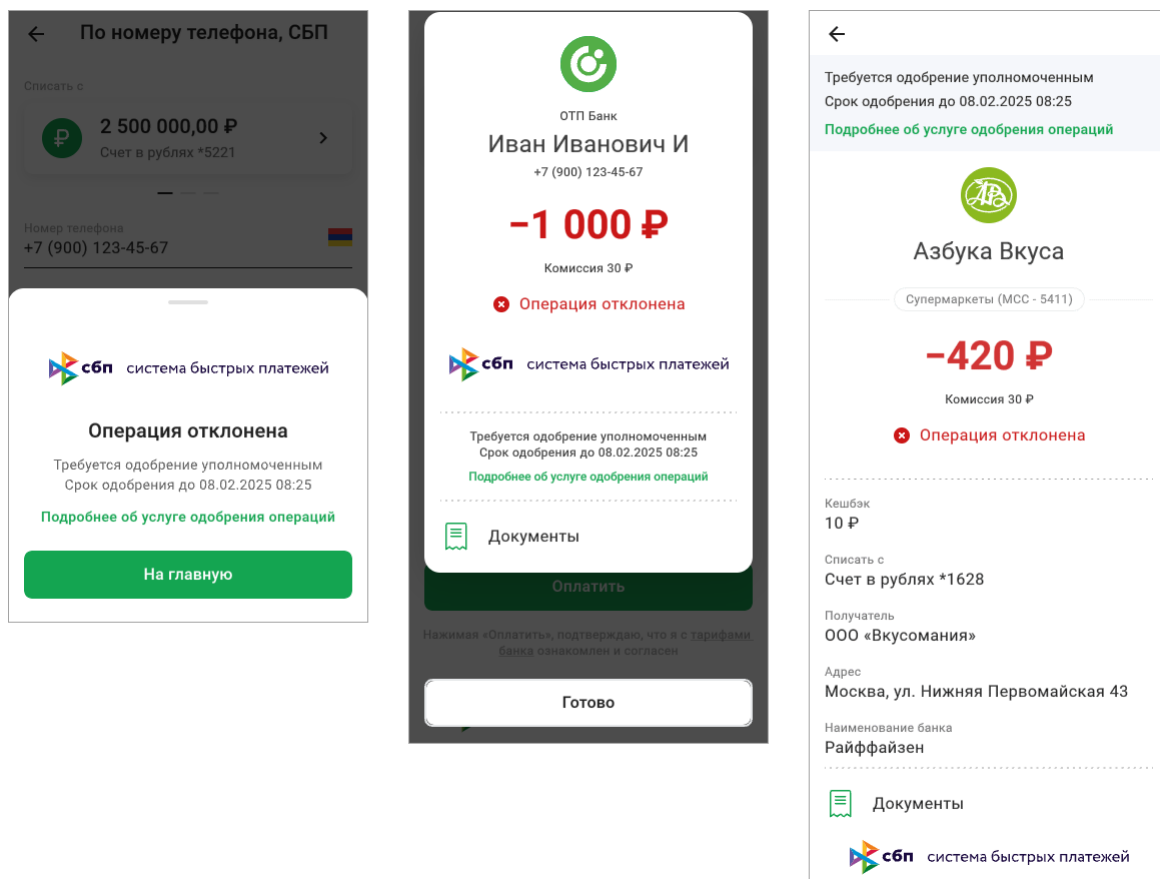 По номеру телефона, СБП
Списать с
2 500 000,00 ₽
Счет в рублях *5221
Номер телефона
+7 (900) 123-45-67
сбп система быстрых платежей
Операция отклонена
Требуется одобрение уполномоченным
Срок одобрения до 08.02.2025 08:25
Подробнее об услуге одобрения операций
На главную
ОТП Банк
Иван Иванович И
+7 (900) 123-45-67
−1 000 ₽
Комиссия 30 ₽
Операция отклонена
сбп система быстрых платежей
Требуется одобрение уполномоченным
Срок одобрения до 08.02.2025 08:25
Подробнее об услуге одобрения операций
Документы
Оплатить
Нажимая «Оплатить», подтверждаю, что я с тарифами
банка ознакомлен и согласен
Готово
Требуется одобрение уполномоченным
Срок одобрения до 08.02.2025 08:25
Подробнее об услуге одобрения операций
АВ
Азбука Вкуса
Супермаркеты (МСС - 5411)
−420 ₽
Комиссия 30 ₽
Операция отклонена
Кешбэк
10 ₽
Списать с
Счет в рублях *1628
Получатель
ООО «Вкусомания»
Адрес
Москва, ул. Нижняя Первомайская 43
Наименование банка
Райффайзен
Документы
сбп система быстрых платежей